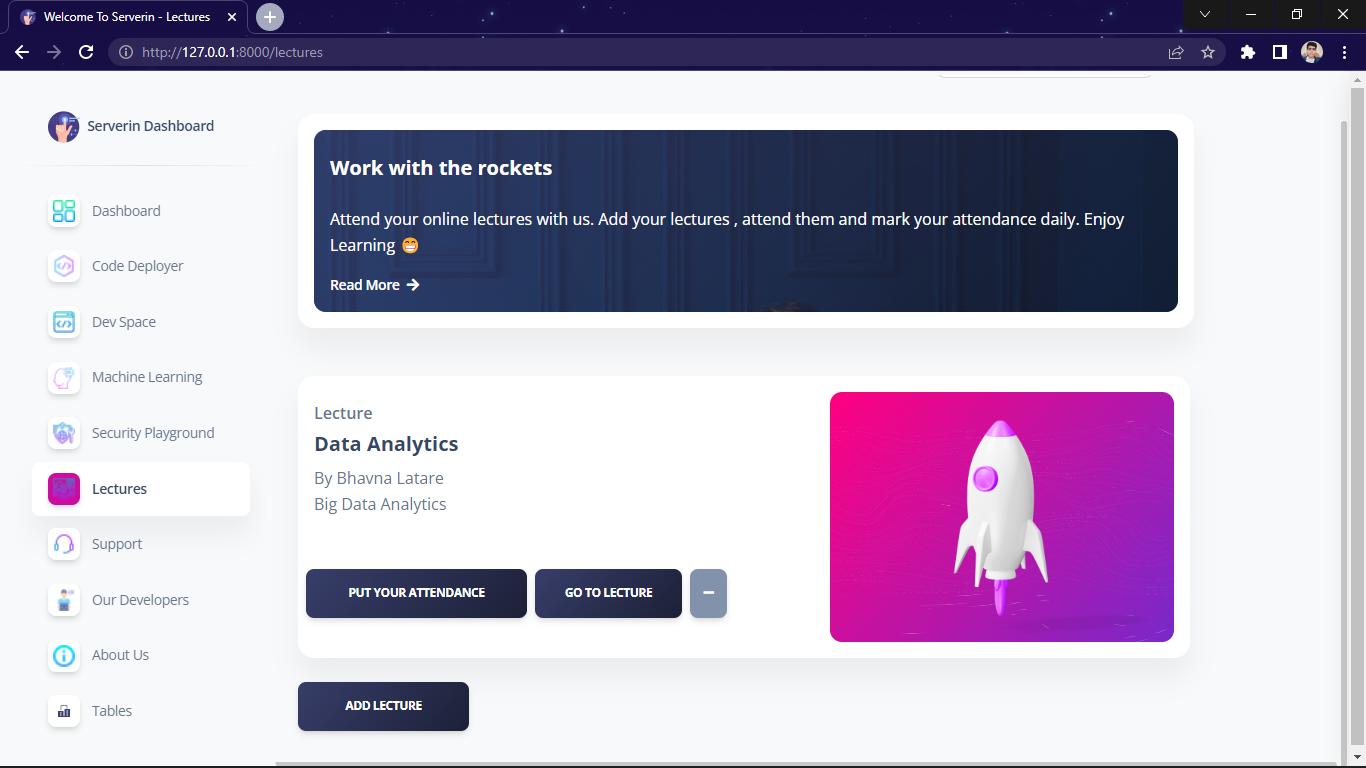 Welcome To Serverin - Lectures
http://127.0.0.1:8000/lectures
Serverin Dashboard
Dashboard
Code Deployer
Dev Space
Machine Learning
Security Playground
Lectures
Support
Our Developers
About Us
Tables
Work with the rockets
Attend your online lectures with us. Add your lectures , attend them and mark your attendance daily. Enjoy
Learning 😁
Read More →
Lecture
Data Analytics
By Bhavna Latare
Big Data Analytics
PUT YOUR ATTENDANCE
GO TO LECTURE
ADD LECTURE